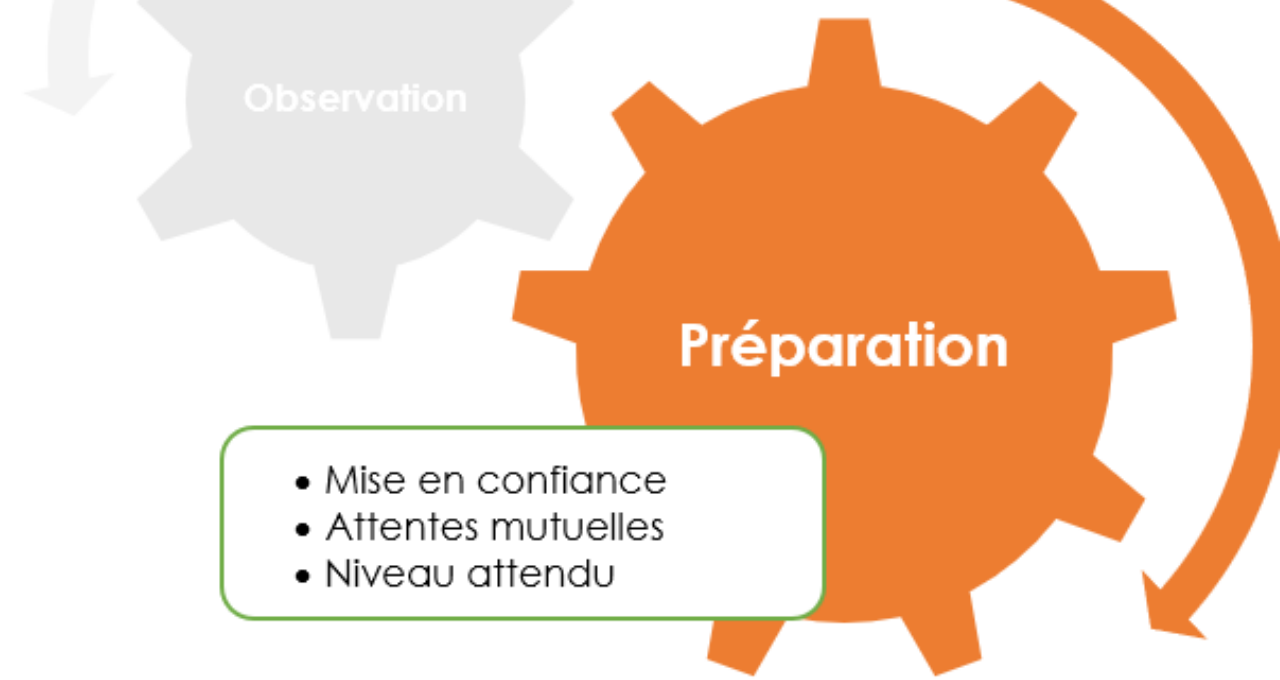 Observation
Préparation
• Mise en confiance
• Attentes mutuelles
• Niveau attendu